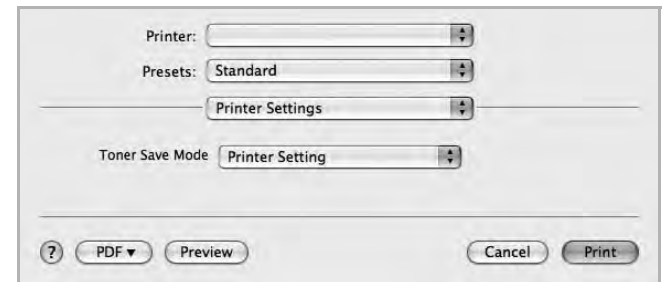 Printer:
Presets: Standard
Printer Settings
Toner Save Mode Printer Setting
? PDF▼ Preview Cancel Print